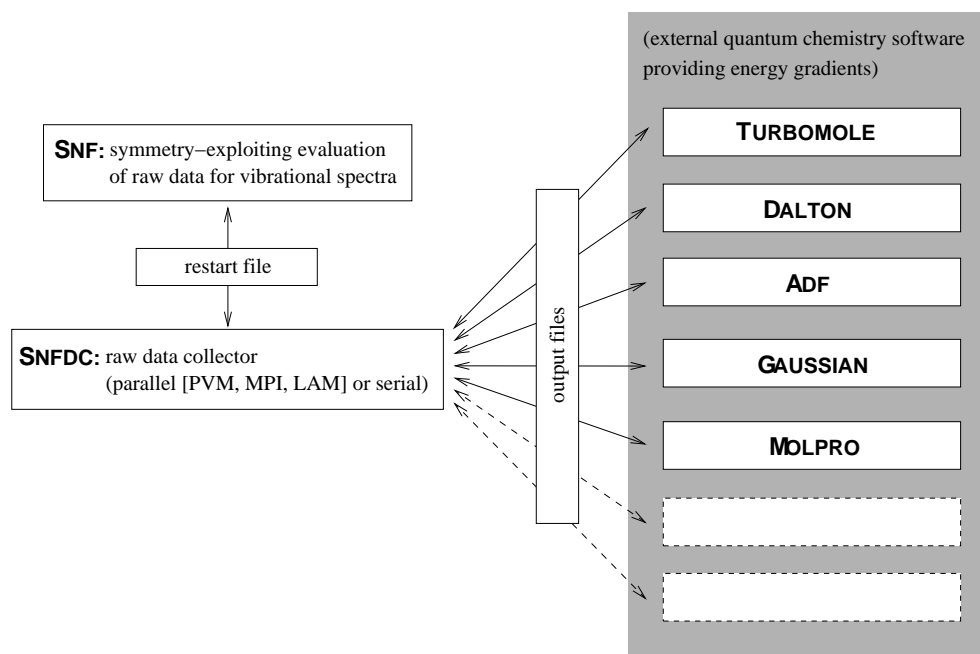 (external quantum chemistry software
providing energy gradients)
TURBOMOLE
SNF: symmetry−exploiting evaluation
of raw data for vibrational spectra
DALTON
restart file
ADF
output files
SNFDC: raw data collector
(parallel [PVM, MPI, LAM] or serial)
GAUSSIAN
MOLPRO